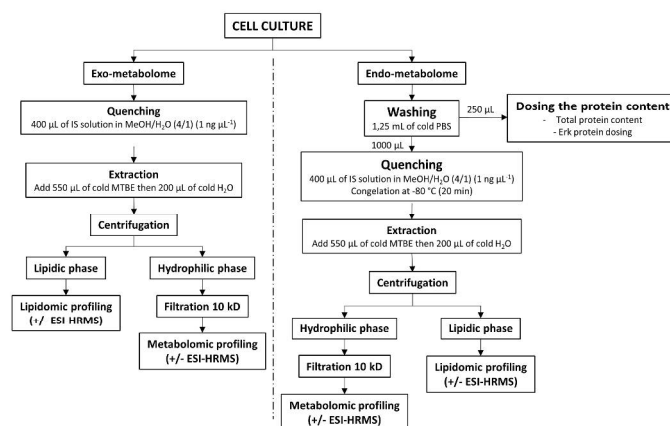 CELL CULTURE
Exo-metabolome
Quenching
400 µL of IS solution in MeOH/H₂O (4/1) (1 ng µL⁻¹)
Extraction
Add 550 µL of cold MTBE then 200 µL of cold H₂O
Centrifugation
Lipidic phase
Hydrophilic phase
Lipidomic profiling
(+/ ESI HRMS)
Filtration 10 kD
Metabolomic profiling
(+/- ESI-HRMS)
Endo-metabolome
Washing
1,25 mL of cold PBS
250 µL
Dosing the protein content
- Total protein content
- Erk protein dosing
1000 µL
Quenching
400 µL of IS solution in MeOH/H₂O (4/1) (1 ng µL⁻¹)
Congelation at -80 °C (20 min)
Extraction
Add 550 µL of cold MTBE then 200 µL of cold H₂O
Centrifugation
Hydrophilic phase
Lipidic phase
Filtration 10 kD
Lipidomic profiling
(+/- ESI-HRMS)
Metabolomic profiling
(+/- ESI-HRMS)